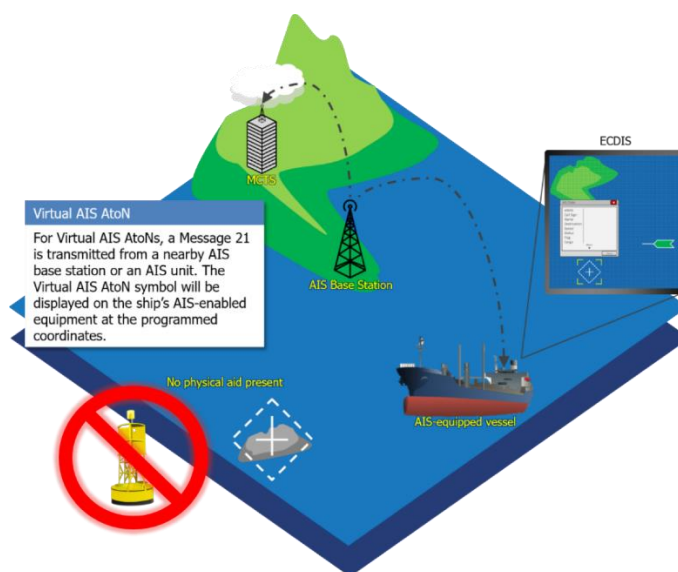 ECDIS
MCTS
Virtual AIS AtoN
For Virtual AIS AtoNs, a Message 21
is transmitted from a nearby AIS
base station or an AIS unit. The
Virtual AIS AtoN symbol will be
displayed on the ship's AIS-enabled
equipment at the programmed
coordinates.
AIS Base Station
No physical aid present
AIS-equipped vessel